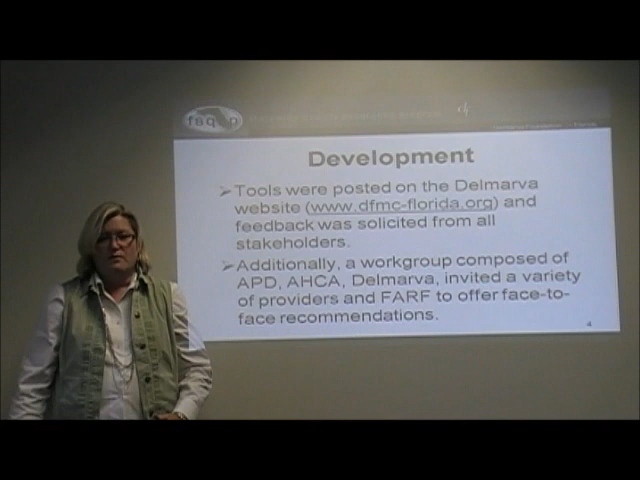 fsqap
Development
Tools were posted on the Delmarva
website (www.dfmc-florida.org) and
feedback was solicited from all
stakeholders.
Additionally, a workgroup composed of
APD, AHCA, Delmarva, invited a variety
of providers and FARF to offer face-to-
face recommendations.
4